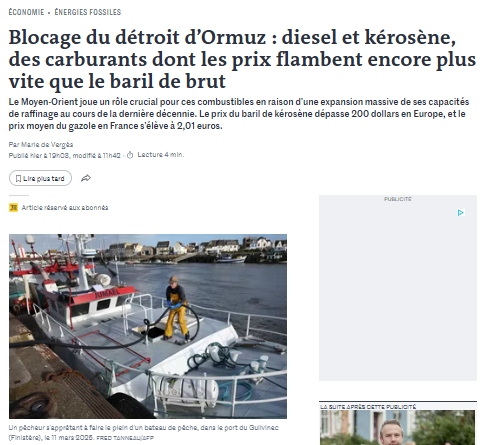 ÉCONOMIE • ÉNERGIES FOSSILES
Blocage du détroit d’Ormuz : diesel et kérosène,
des carburants dont les prix flambent encore plus
vite que le baril de brut
Le Moyen-Orient joue un rôle crucial pour ces combustibles en raison d’une expansion massive de ses capacités
de raffinage au cours de la dernière décennie. Le prix du baril de kérosène dépasse 200 dollars en Europe, et le
prix moyen du gazole en France s’élève à 2,01 euros.
Par Marie de Vergès
Publié hier à 19h03, modifié à 11h42 · Lecture 4 min.
Lire plus tard
Article réservé aux abonnés
PUBLICITÉ
Un pêcheur s’apprêtant à faire le plein d’un bateau de pêche, dans le port du Guilvinec
(Finistère), le 11 mars 2026. FRED TANNEAU/AFP
LA SUITE APRÈS CETTE PUBLICITÉ